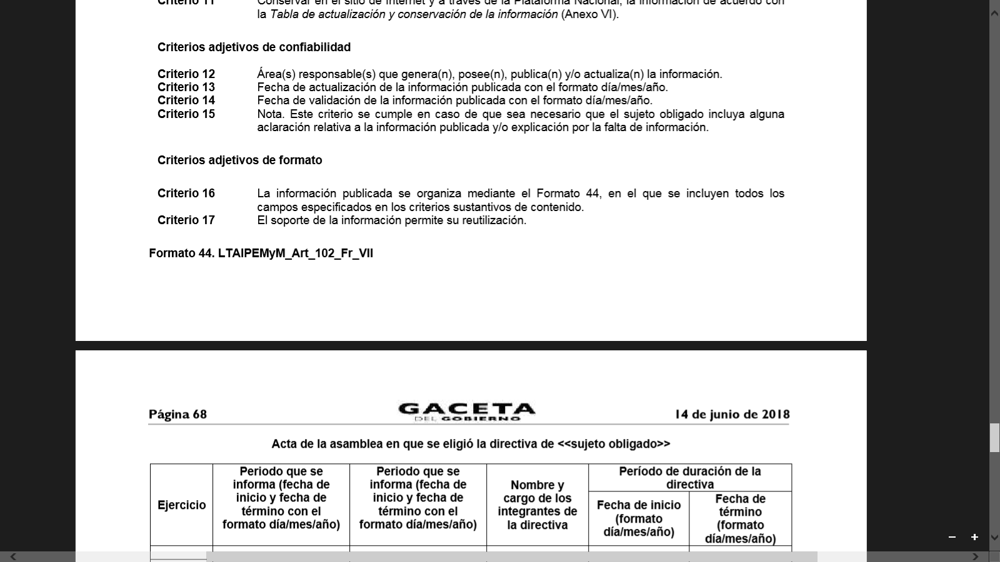 Criterio 11 Conservar en el sitio de Internet y a través de la Plataforma Nacional, la información de acuerdo con
la Tabla de actualización y conservación de la información (Anexo VI).
Criterios adjetivos de confiabilidad
Criterio 12 Área(s) responsable(s) que genera(n), posee(n), publica(n) y/o actualiza(n) la información.
Criterio 13 Fecha de actualización de la información publicada con el formato día/mes/año.
Criterio 14 Fecha de validación de la información publicada con el formato día/mes/año.
Criterio 15 Nota. Este criterio se cumple en caso de que sea necesario que el sujeto obligado incluya alguna
aclaración relativa a la información publicada y/o explicación por la falta de información.
Criterios adjetivos de formato
Criterio 16 La información publicada se organiza mediante el Formato 44, en el que se incluyen todos los
campos especificados en los criterios sustantivos de contenido.
Criterio 17 El soporte de la información permite su reutilización.
Formato 44. LTAIPEMyM_Art_102_Fr_VII
Página 68 GACETA 14 de junio de 2018
DEL GOBIERNO
Acta de la asamblea en que se eligió la directiva de <<sujeto obligado>>
Ejercicio
Periodo que se
informa (fecha de
inicio y fecha de
término con el
formato día/mes/año)
Periodo que se
informa (fecha de
inicio y fecha de
término con el
formato día/mes/año)
Nombre y
cargo de los
integrantes de
la directiva
Período de duración de la
directiva
Fecha de inicio
(formato
día/mes/año)
Fecha de
término
(formato
día/mes/año)